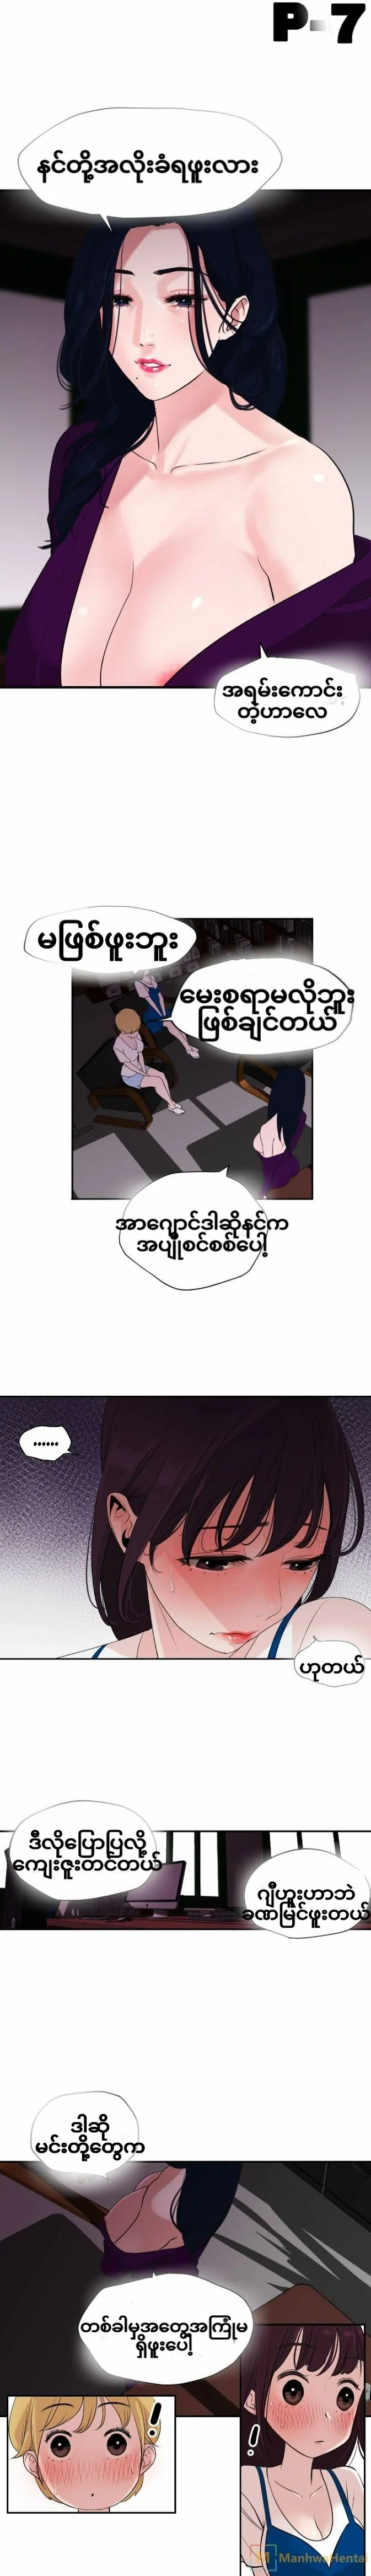 P-7
နင်တို့အလိုးခံရဖူးလား
အရမ်းကောင်း
တဲ့ဟာလေ
မဖြစ်ဖူးဘူး
မေးစရာမလိုဘူး
ဖြစ်ချင်တယ်
အာဂျောင်ဒါဆိုနင်က
အပျိုစင်စစ်ပေါ့
......
ဟုတယ်
ဒီလိုပြောပြလို့
ကျေးဇူးတင်တယ်
ဂျီဟူးဟာဘဲ
ခဏမြင်ဖူးတယ်
ဒါဆို
မင်းတို့တွေက
တစ်ခါမှအတွေ့အကြုံမ
ရှိဖူးပေါ့
!
!
M ManhwaHentai